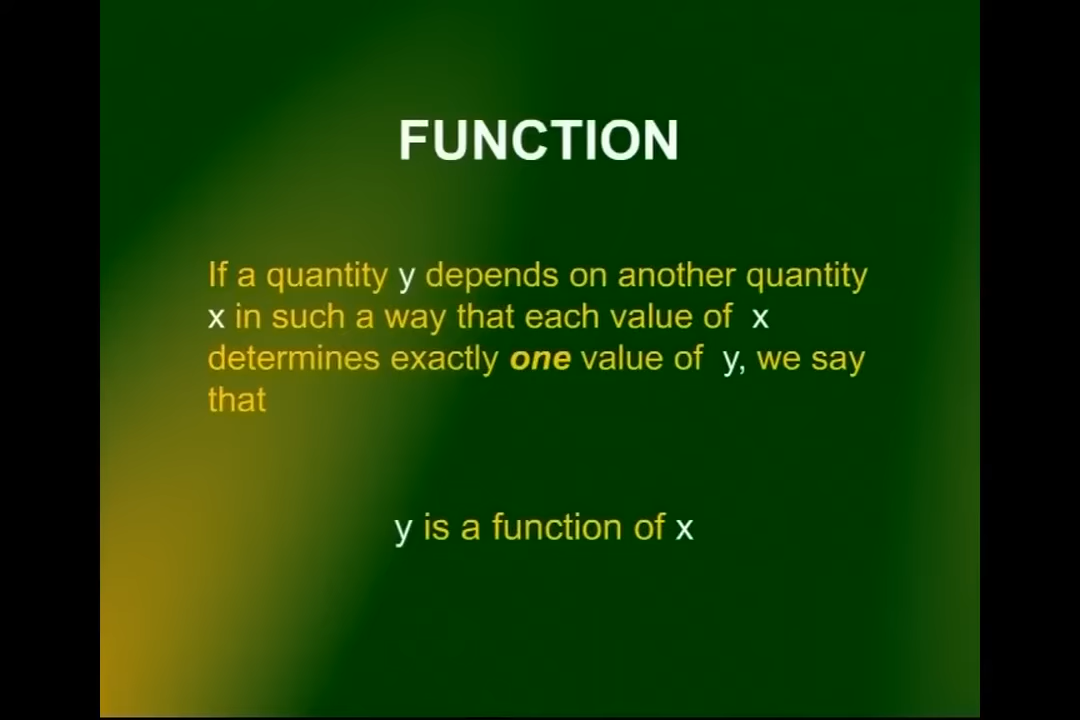 FUNCTION
If a quantity y depends on another quantity
x in such a way that each value of x
determines exactly one value of y, we say
that
y is a function of x